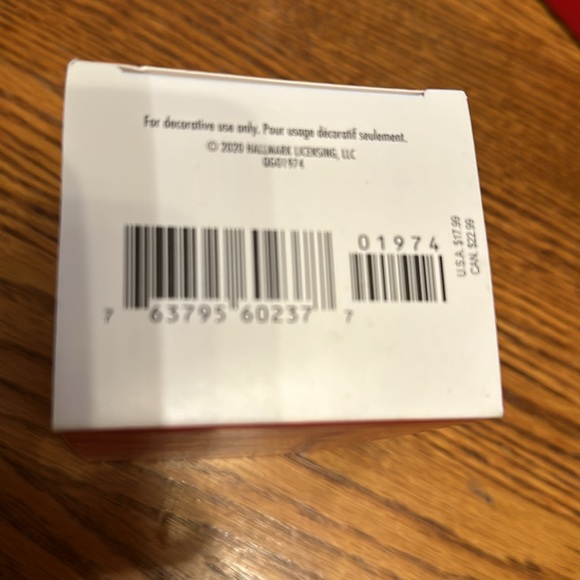 For decorative use only. Pour usage décoratif seulement.
© 2020 HALLMARK LICENSING, LLC
QGO1974
01974
7 63795 60237 7
U.S.A. $17.99
CAN. $22.99